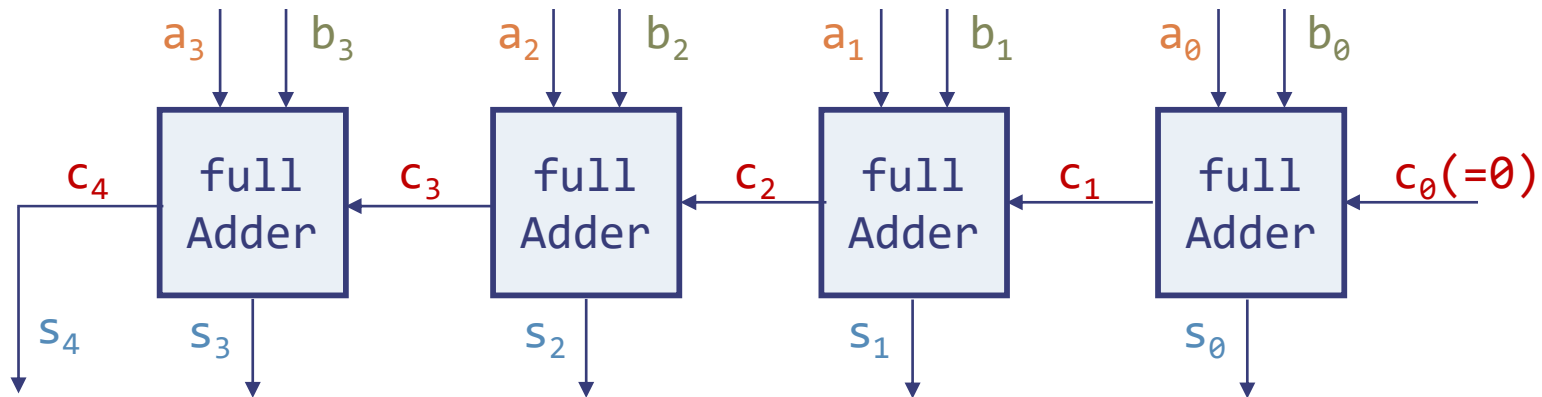 a₃ b₃ a₂ b₂ a₁ b₁ a₀ b₀
c₄ full Adder c₃ full Adder c₂ full Adder c₁ full Adder c₀(=0)
s₄ s₃ s₂ s₁ s₀